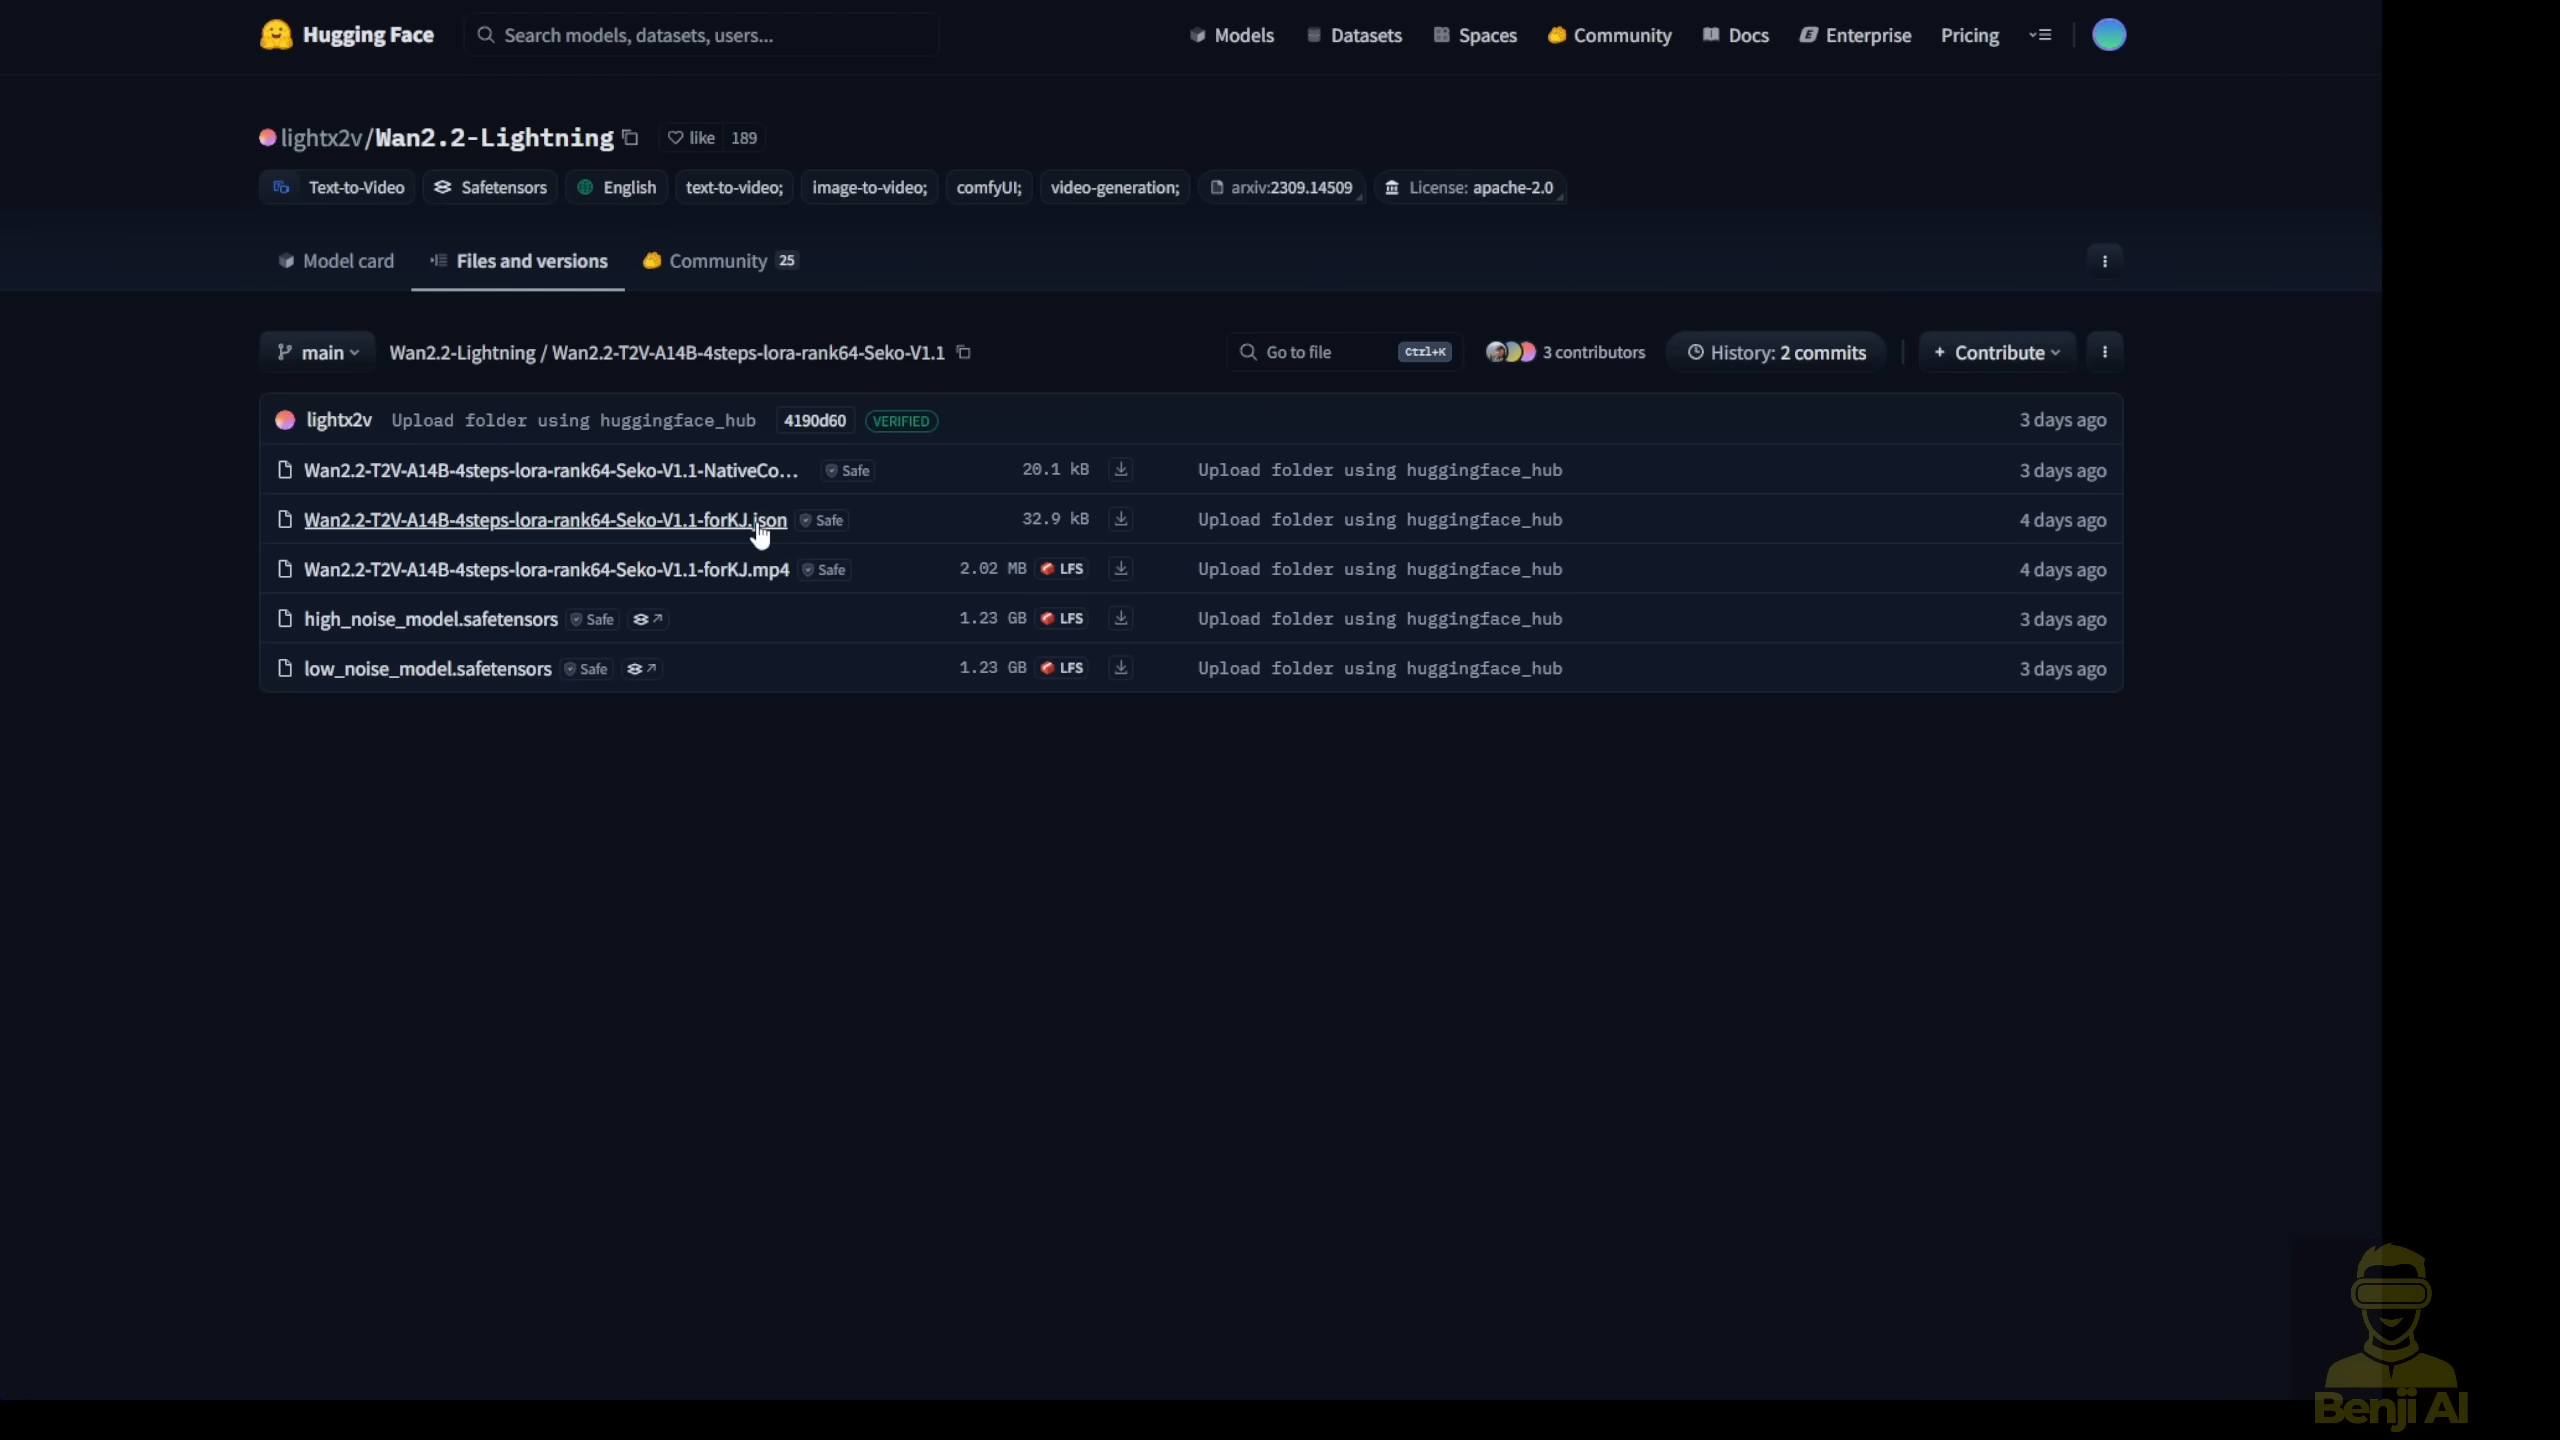 Hugging Face
Search models, datasets, users...
Models
Datasets
Spaces
Community
Docs
Enterprise
Pricing
lightx2v/Wan2.2-Lightning
like 189
Text-to-Video
Safetensors
English
text-to-video;
image-to-video;
comfyUI;
video-generation;
arxiv:2309.14509
License: apache-2.0
Model card
Files and versions
Community 25
main
Wan2.2-Lightning / Wan2.2-T2V-A14B-4steps-lora-rank64-Seko-V1.1
Go to file Ctrl+K
3 contributors
History: 2 commits
+ Contribute
lightx2v Upload folder using huggingface_hub 4190d60 VERIFIED 3 days ago
Wan2.2-T2V-A14B-4steps-lora-rank64-Seko-V1.1-NativeCo... Safe 20.1 kB Upload folder using huggingface_hub 3 days ago
Wan2.2-T2V-A14B-4steps-lora-rank64-Seko-V1.1-forKJ.json Safe 32.9 kB Upload folder using huggingface_hub 4 days ago
Wan2.2-T2V-A14B-4steps-lora-rank64-Seko-V1.1-forKJ.mp4 Safe 2.02 MB LFS Upload folder using huggingface_hub 4 days ago
high_noise_model.safetensors Safe 1.23 GB LFS Upload folder using huggingface_hub 3 days ago
low_noise_model.safetensors Safe 1.23 GB LFS Upload folder using huggingface_hub 3 days ago
Benji AI